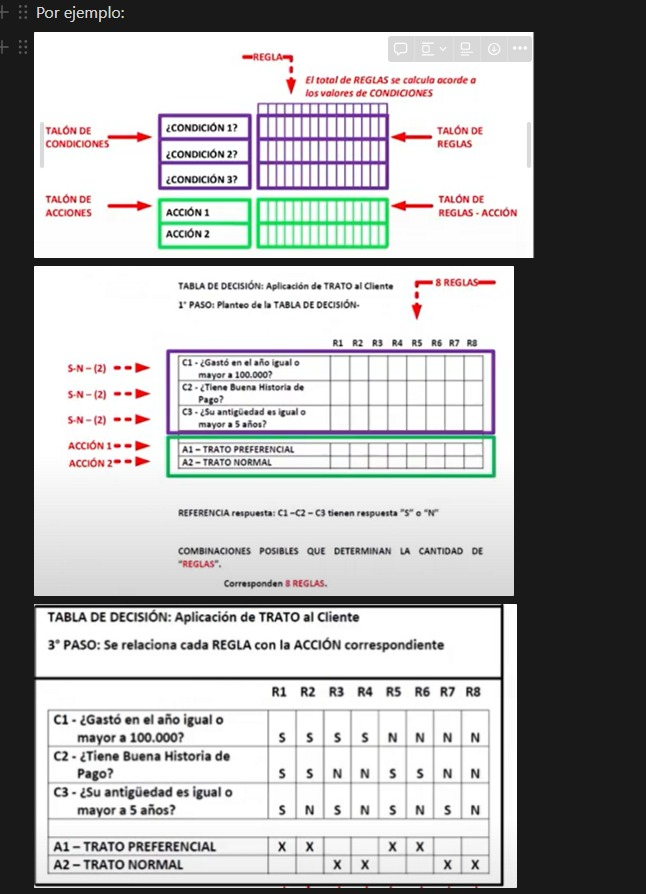 Por ejemplo:
REGLA
El total de REGLAS se calcula acorde a
los valores de CONDICIONES
TALÓN DE
CONDICIONES
¿CONDICIÓN 1?
¿CONDICIÓN 2?
¿CONDICIÓN 3?
TALÓN DE
REGLAS
TALÓN DE
ACCIONES
ACCIÓN 1
ACCIÓN 2
TALÓN DE
REGLAS - ACCIÓN
TABLA DE DECISIÓN: Aplicación de TRATO al Cliente
8 REGLAS
1° PASO: Planteo de la TABLA DE DECISIÓN-
R1 R2 R3 R4 R5 R6 R7 R8
S-N – (2)
C1 - ¿Gastó en el año igual o
mayor a 100.000?
S-N – (2)
C2 - ¿Tiene Buena Historia de
Pago?
S-N – (2)
C3 - ¿Su antigüedad es igual o
mayor a 5 años?
ACCIÓN 1
A1 – TRATO PREFERENCIAL
ACCIÓN 2
A2 – TRATO NORMAL
REFERENCIA respuesta: C1 –C2 – C3 tienen respuesta "S" o "N"
COMBINACIONES POSIBLES QUE DETERMINAN LA CANTIDAD DE
"REGLAS".
Corresponden 8 REGLAS.
TABLA DE DECISIÓN: Aplicación de TRATO al Cliente
3° PASO: Se relaciona cada REGLA con la ACCIÓN correspondiente
R1 R2 R3 R4 R5 R6 R7 R8
C1 - ¿Gastó en el año igual o
mayor a 100.000? S S S S N N N N
C2 - ¿Tiene Buena Historia de
Pago? S S N N S S N N
C3 - ¿Su antigüedad es igual o
mayor a 5 años? S N S N S N S N
A1 – TRATO PREFERENCIAL X X X X
A2 – TRATO NORMAL X X X X